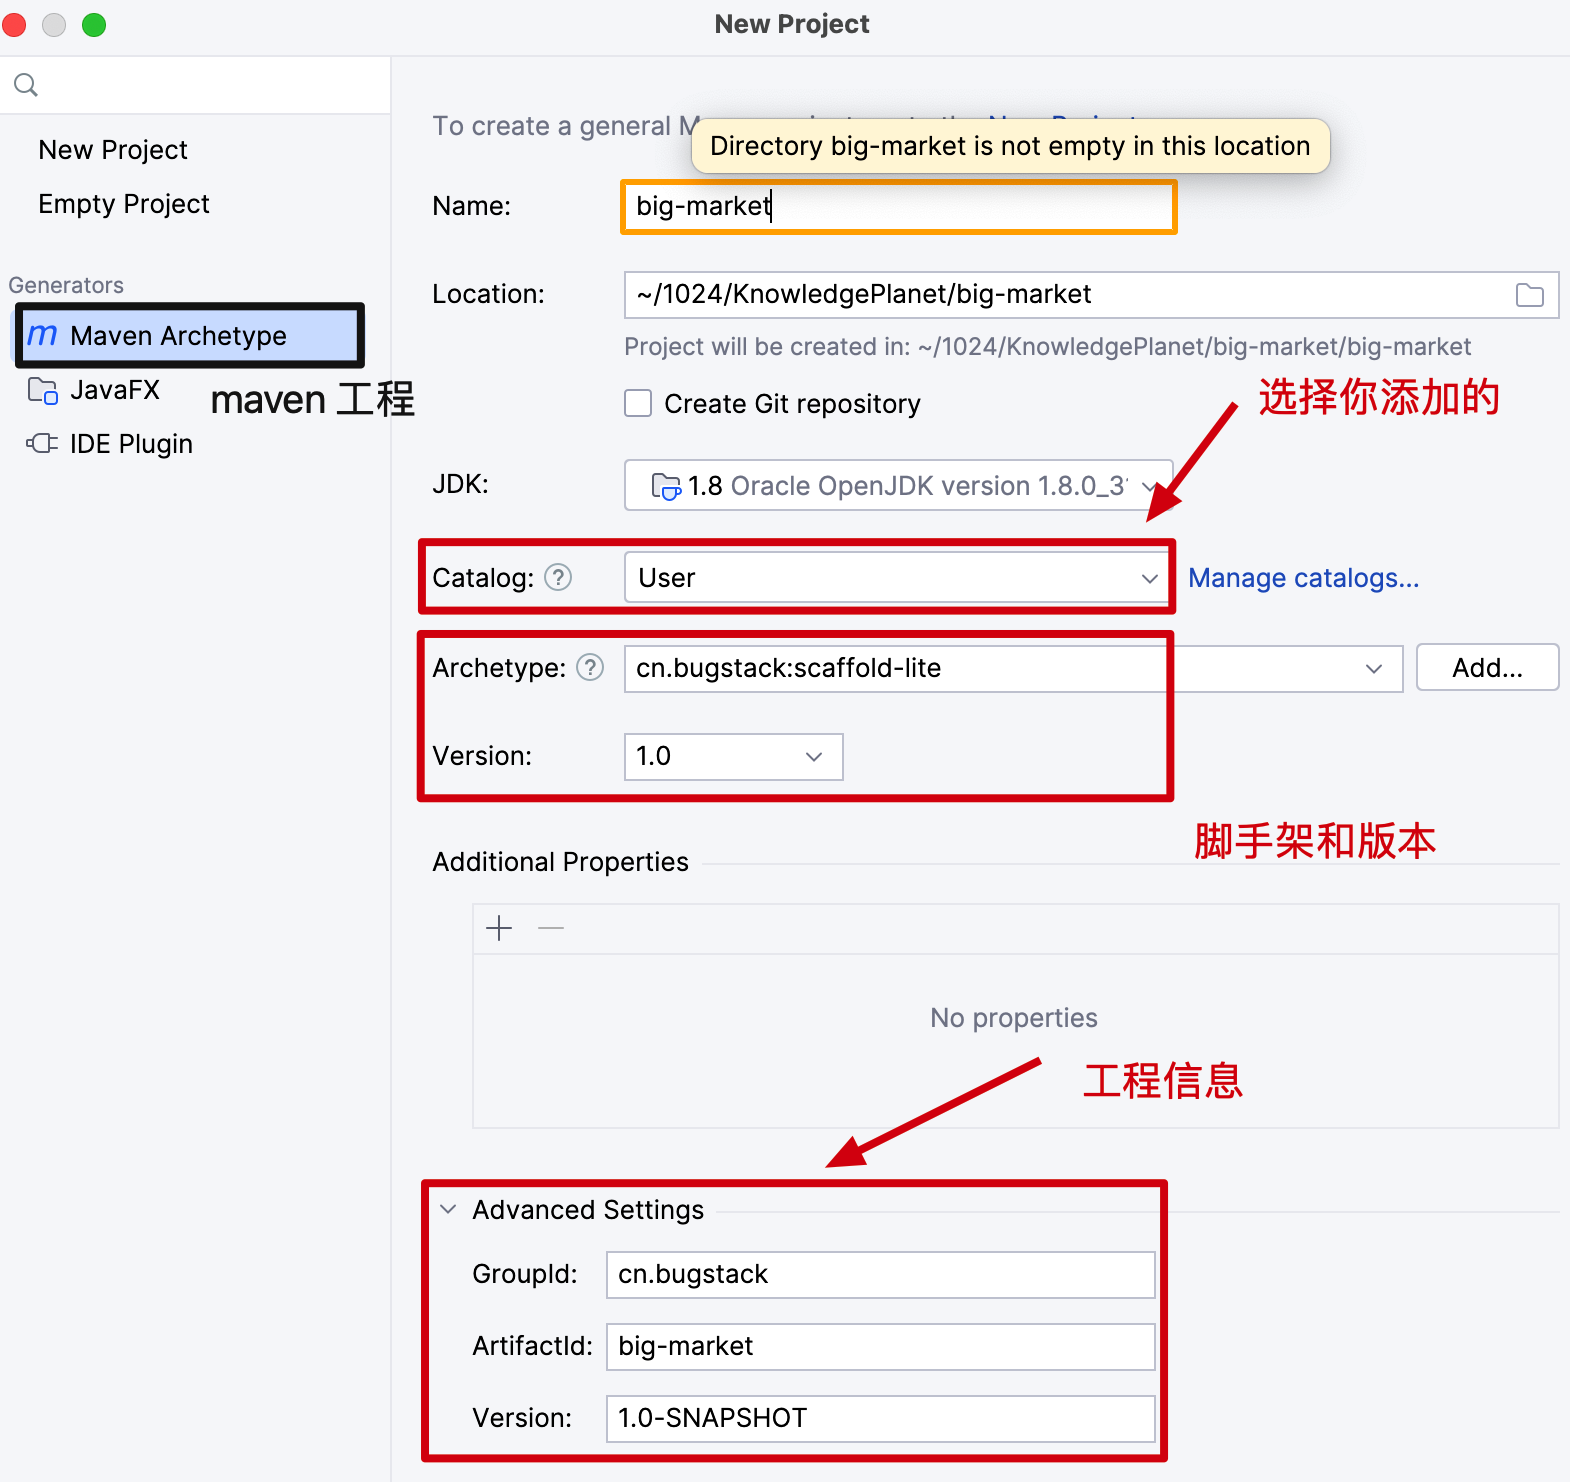 New Project
New Project
Empty Project
Generators
m Maven Archetype
JavaFX
IDE Plugin
maven 工程
To create a general
Directory big-market is not empty in this location
Name: big-market
Location: ~/1024/KnowledgePlanet/big-market
Project will be created in: ~/1024/KnowledgePlanet/big-market/big-market
Create Git repository
选择你添加的
JDK: 1.8 Oracle OpenJDK version 1.8.0_3
Catalog: ? User Manage catalogs...
Archetype: ? cn.bugstack:scaffold-lite Add...
Version: 1.0
脚手架和版本
Additional Properties
No properties
工程信息
Advanced Settings
GroupId: cn.bugstack
ArtifactId: big-market
Version: 1.0-SNAPSHOT